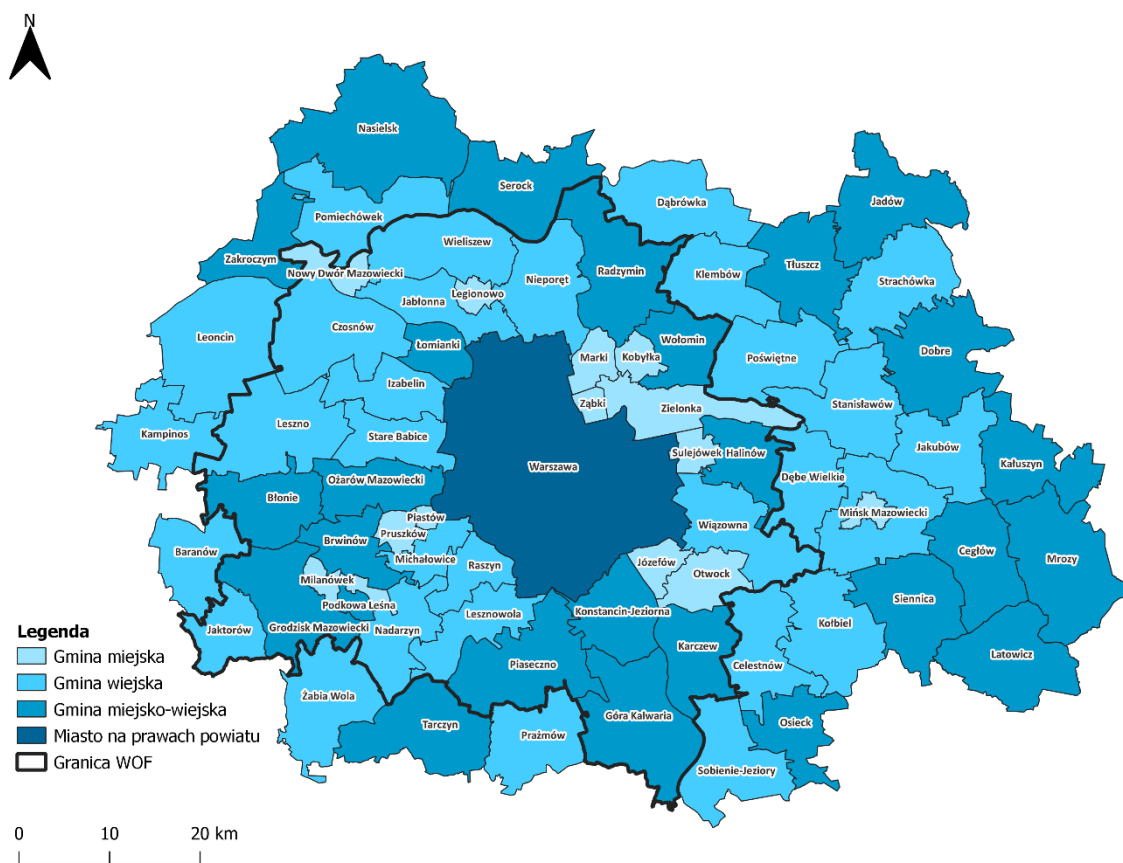 N
Nasielsk
Serock
Dąbrówka
Jadów
Pomiechówek
Wieliszew
Zakroczym
Nowy Dwór Mazowiecki
Nieporęt
Radzymin
Klembów
Tłuszcz
Strachówka
Jabłonna
Legionowo
Leoncin
Czosnów
Łomianki
Marki
Kobyłka
Wołomin
Poświętne
Dobre
Izabelin
Ząbki
Zielonka
Stanisławów
Kampinos
Leszno
Stare Babice
Warszawa
Sulejówek
Halinów
Jakubów
Kałuszyn
Ożarów Mazowiecki
Błonie
Dębe Wielkie
Mińsk Mazowiecki
Piastów
Pruszków
Wiązowna
Brwinów
Baranów
Michałowice
Raszyn
Józefów
Otwock
Cegłów
Mrozy
Milanówek
Podkowa Leśna
Lesznowola
Konstancin-Jeziorna
Siennica
Jaktorów
Grodzisk Mazowiecki
Nadarzyn
Karczew
Kołbiel
Latowicz
Piaseczno
Celestnów
Żabia Wola
Góra Kalwaria
Tarczyn
Prażmów
Osieck
Sobienie-Jeziory
Legenda
Gmina miejska
Gmina wiejska
Gmina miejsko-wiejska
Miasto na prawach powiatu
Granica WOF
0 10 20 km